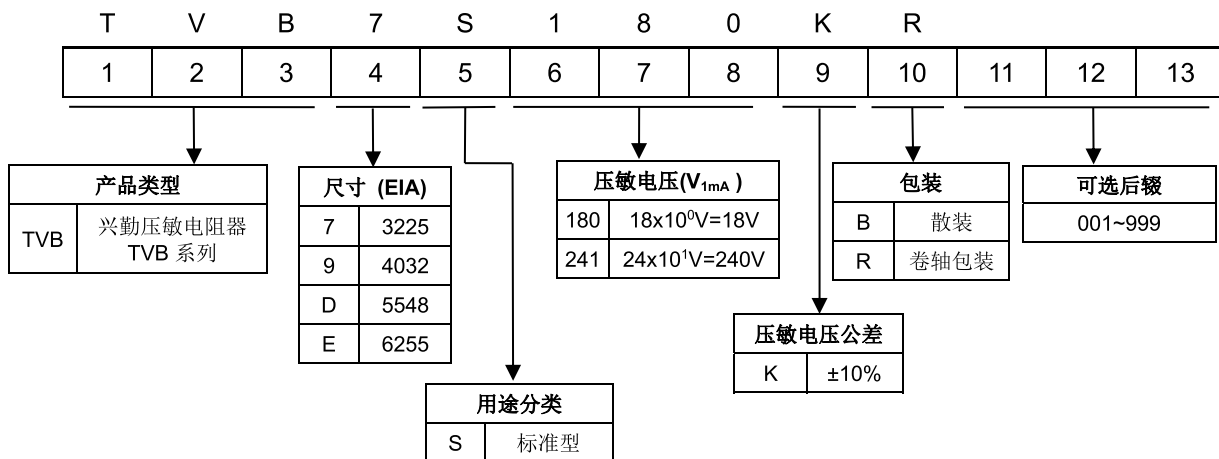 T V B 7 S 1 8 0 K R
1 2 3 4 5 6 7 8 9 10 11 12 13
产品类型
TVB 兴勤压敏电阻器
TVB 系列
尺寸 (EIA)
7 3225
9 4032
D 5548
E 6255
用途分类
S 标准型
压敏电压(V1mA )
180 18x10⁰V=18V
241 24x10¹V=240V
压敏电压公差
K ±10%
包装
B 散装
R 卷轴包装
可选后辍
001~999